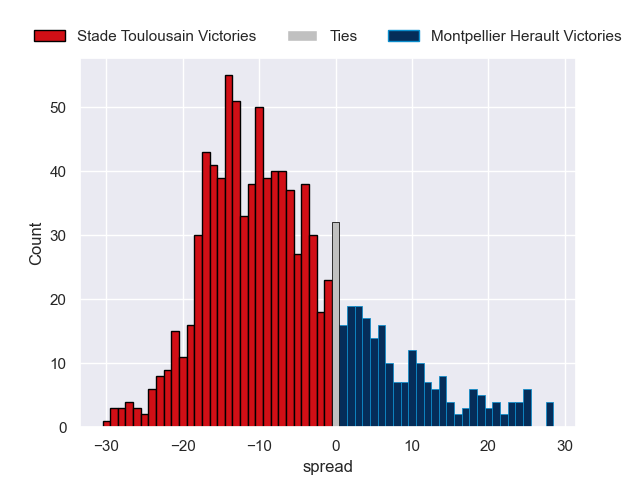 Stade Toulousain Victories Ties Montpellier Herault Victories
50
40
30
20
10
0
Count
−30 −20 −10 0 10 20 30
spread